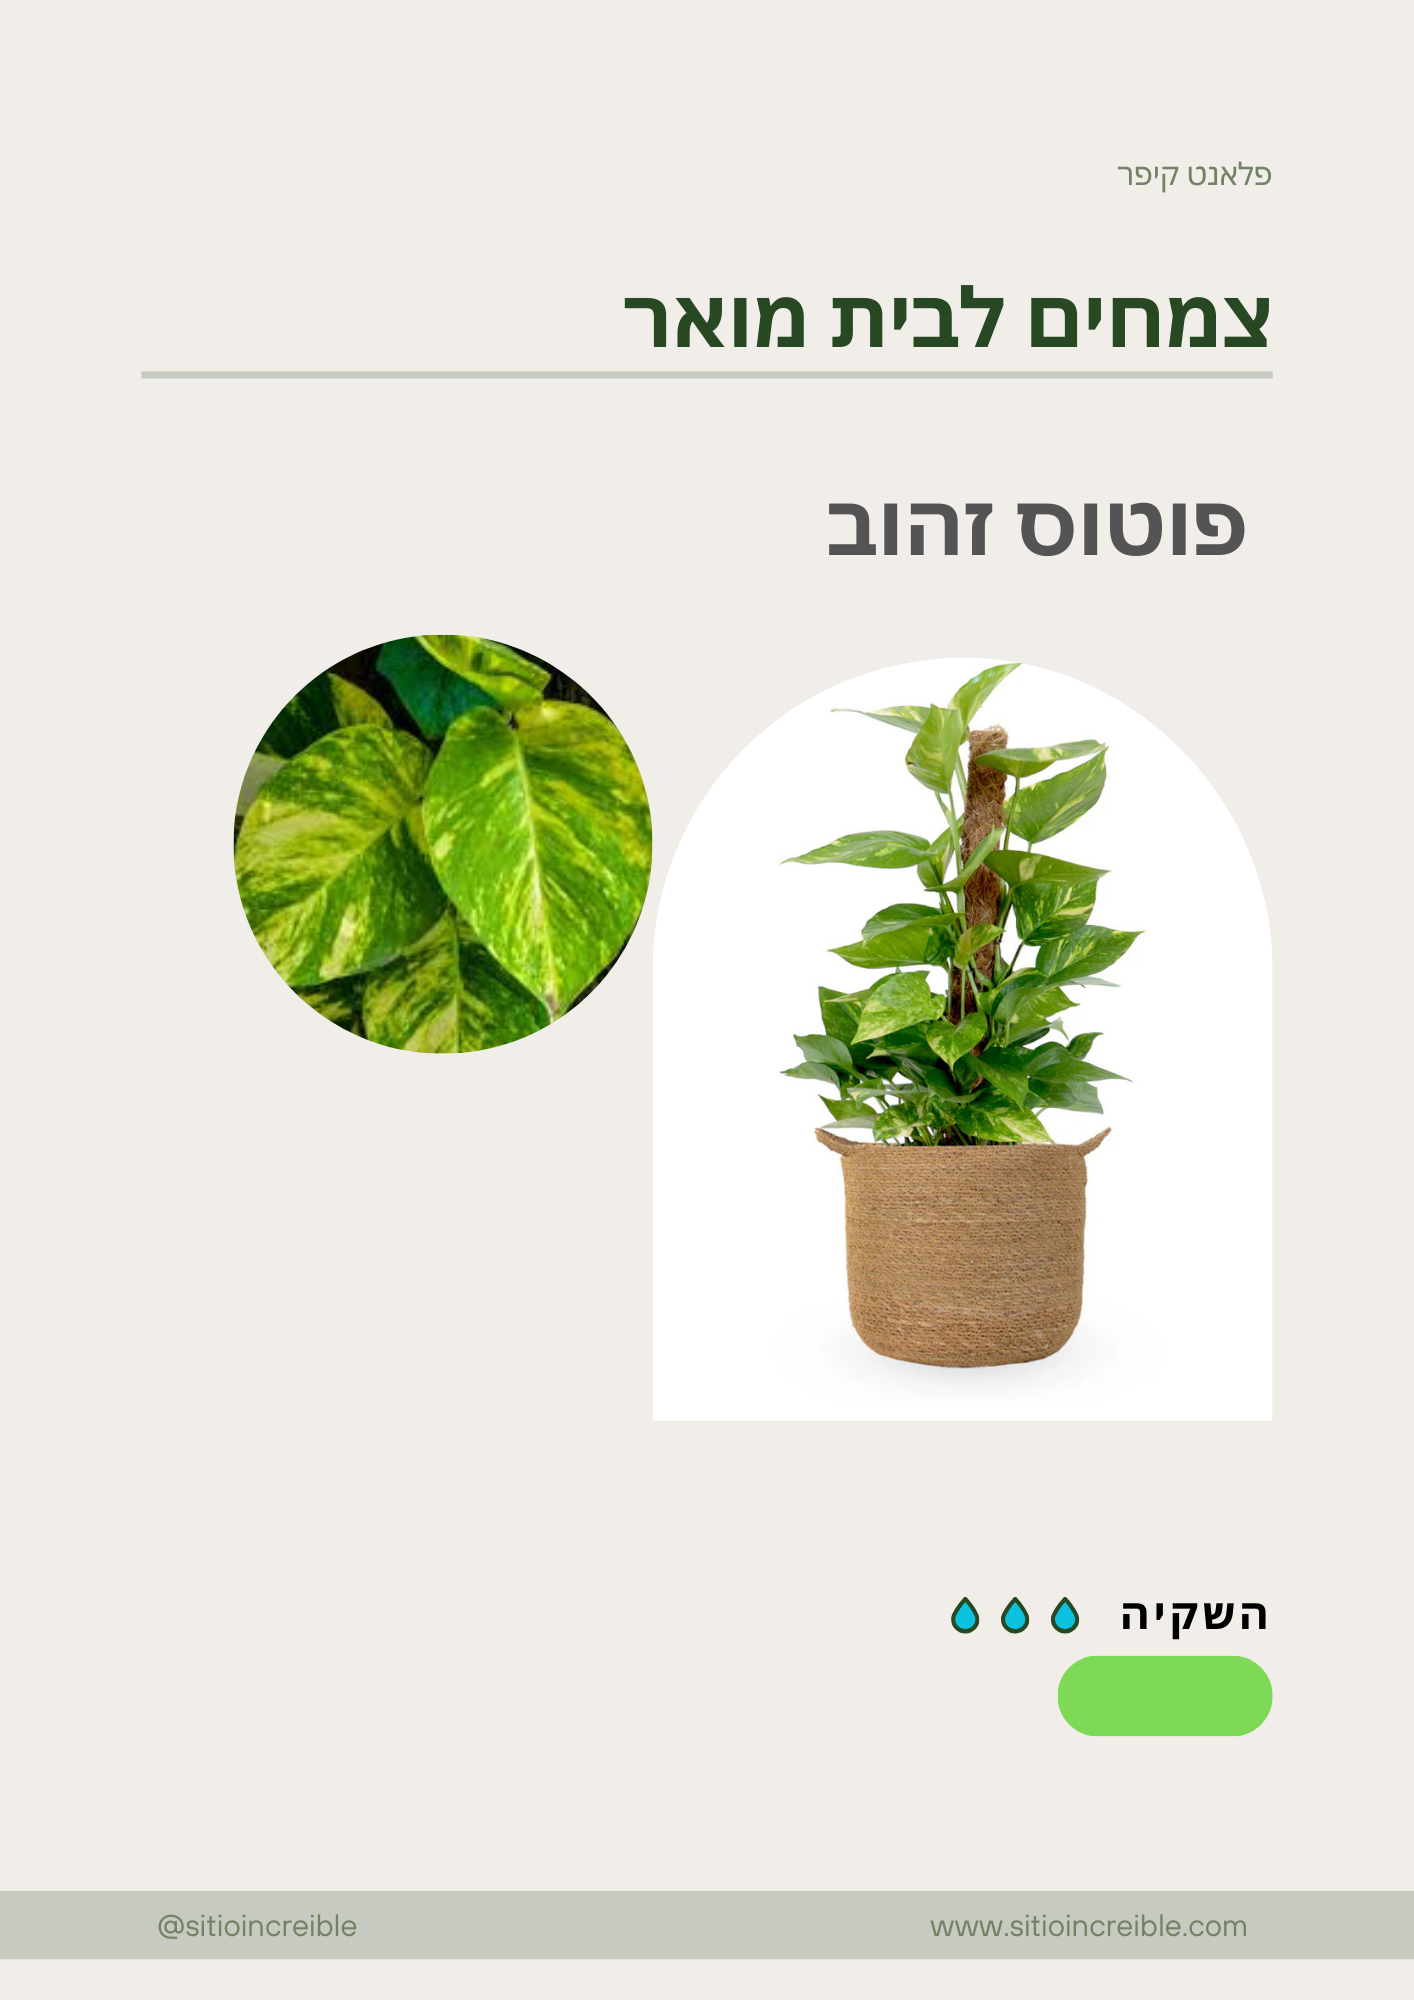 פלאנט קיפר
צמחים לבית מואר
פוטוס זהוב
השקיה
@sitioincreible
www.sitioincreible.com